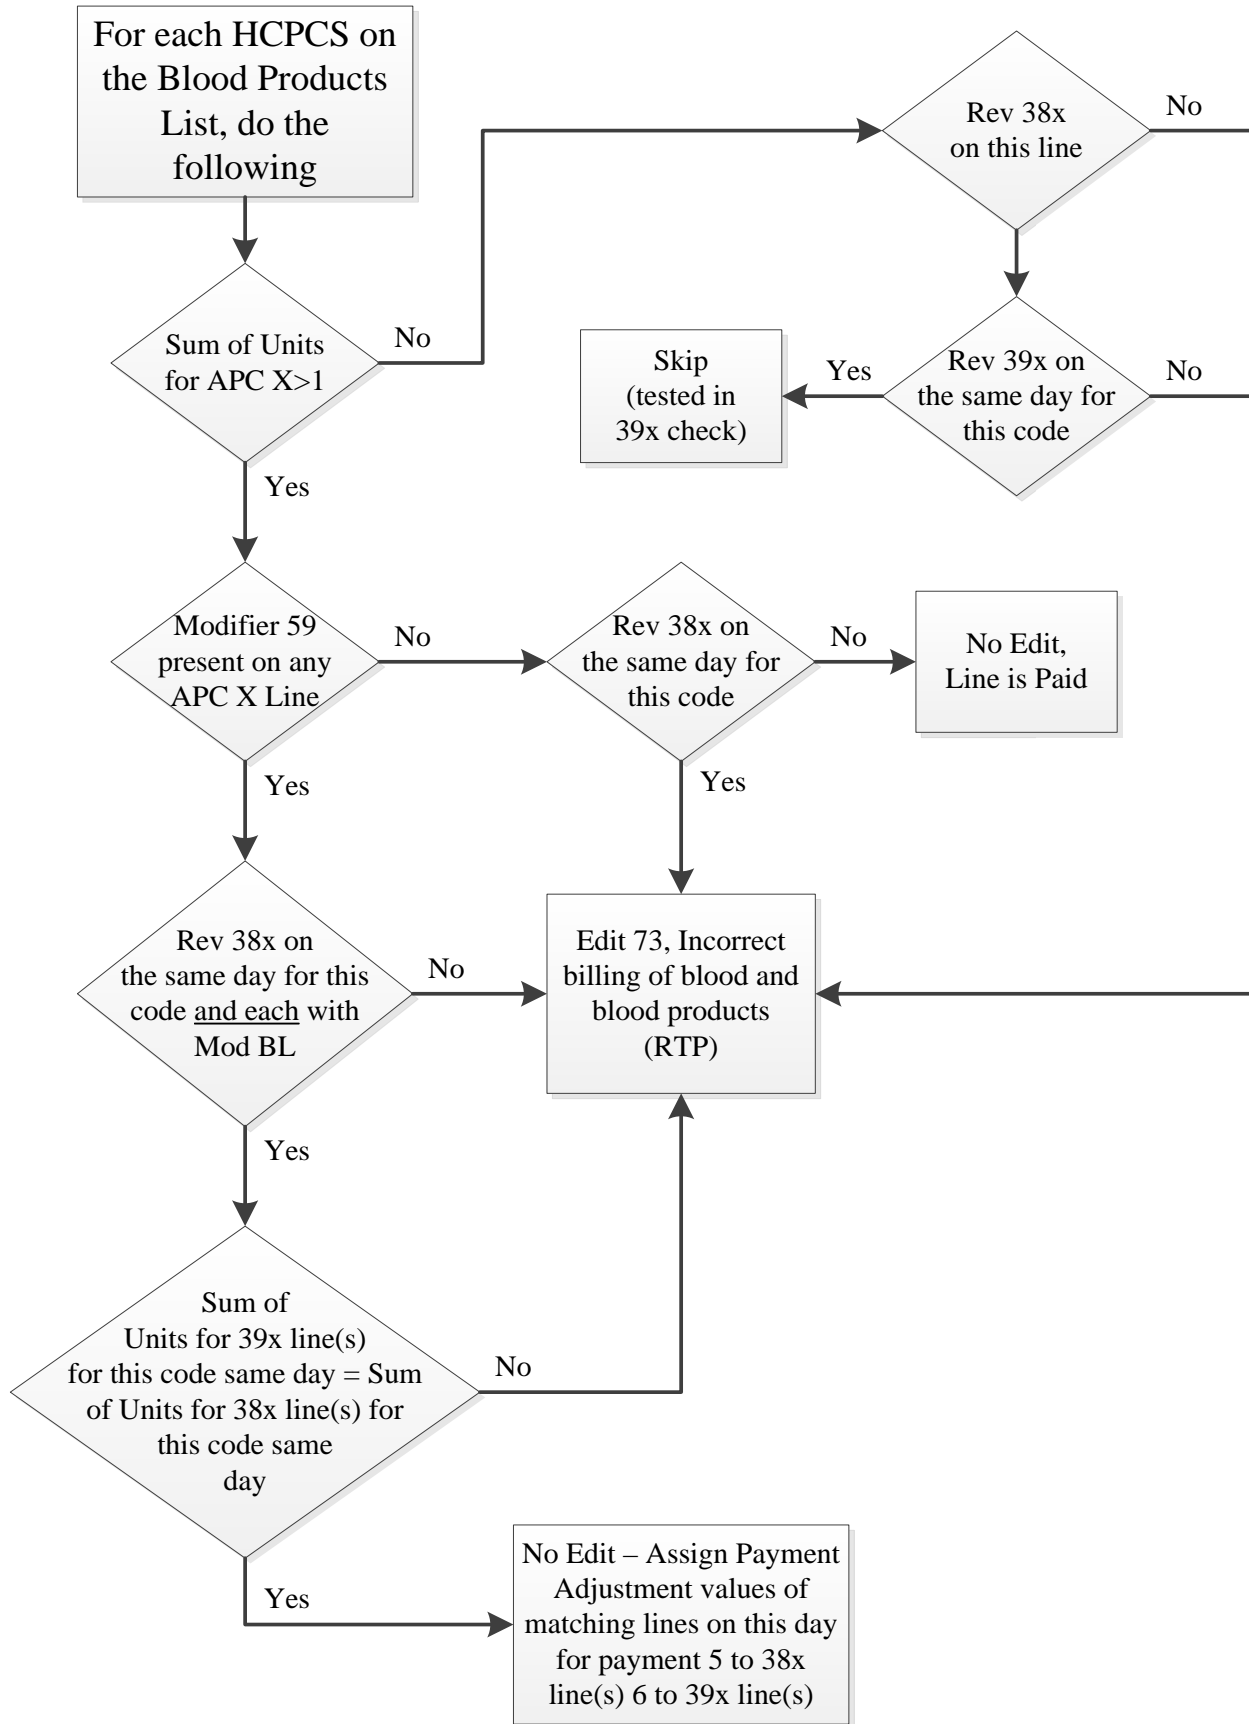 For each HCPCS on
the Blood Products
List, do the
following
Rev 38x
on this line
No
Sum of Units
for APC X>1
No
Skip
(tested in
39x check)
Yes
Rev 39x on
the same day for
this code
No
Yes
Modifier 59
present on any
APC X Line
No
Rev 38x on
the same day for
this code
No
No Edit,
Line is Paid
Yes
Yes
Rev 38x on
the same day for this
code and each with
Mod BL
No
Edit 73, Incorrect
billing of blood and
blood products
(RTP)
Yes
Sum of
Units for 39x line(s)
for this code same day = Sum
of Units for 38x line(s) for
this code same
day
No
Yes
No Edit – Assign Payment
Adjustment values of
matching lines on this day
for payment 5 to 38x
line(s) 6 to 39x line(s)